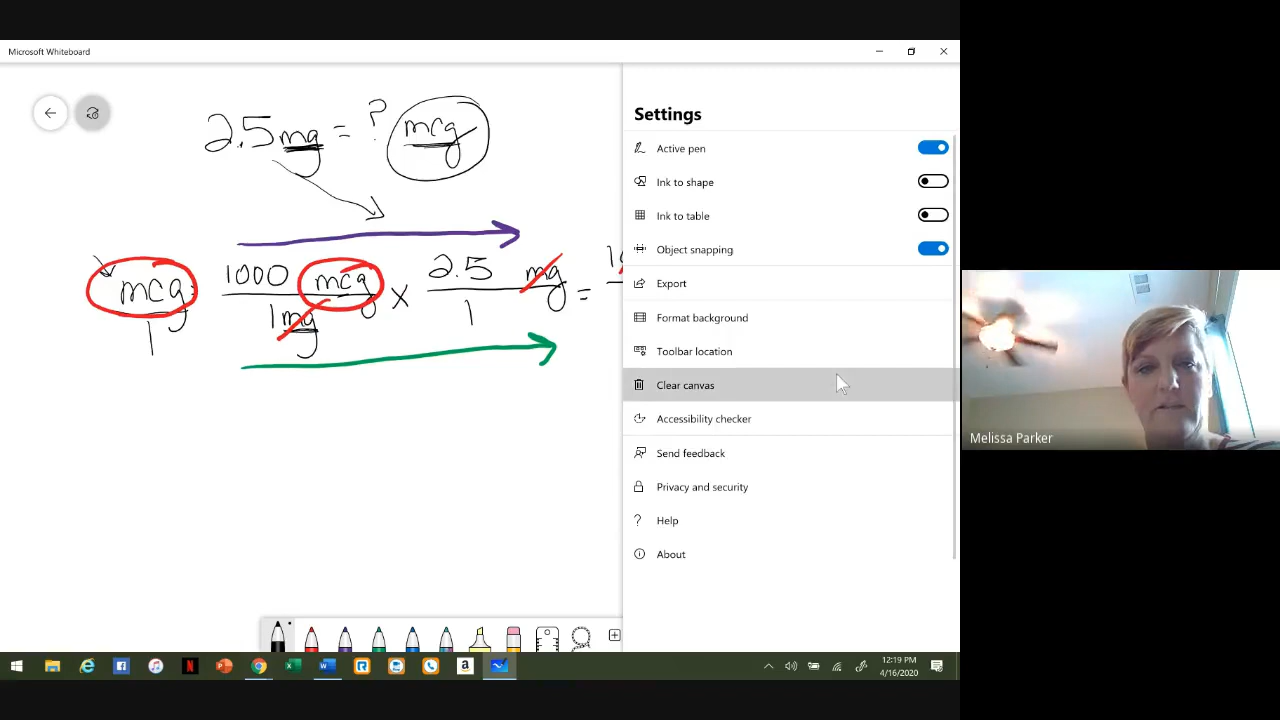 Microsoft Whiteboard
2.5 mg = ? mcg
mcg 1000 mcg × 2.5 mg =
1 1 mg 1
Settings
Active pen
Ink to shape
Ink to table
Object snapping
Export
Format background
Toolbar location
Clear canvas
Accessibility checker
Send feedback
Privacy and security
? Help
About
Melissa Parker
12:19 PM
4/16/2020